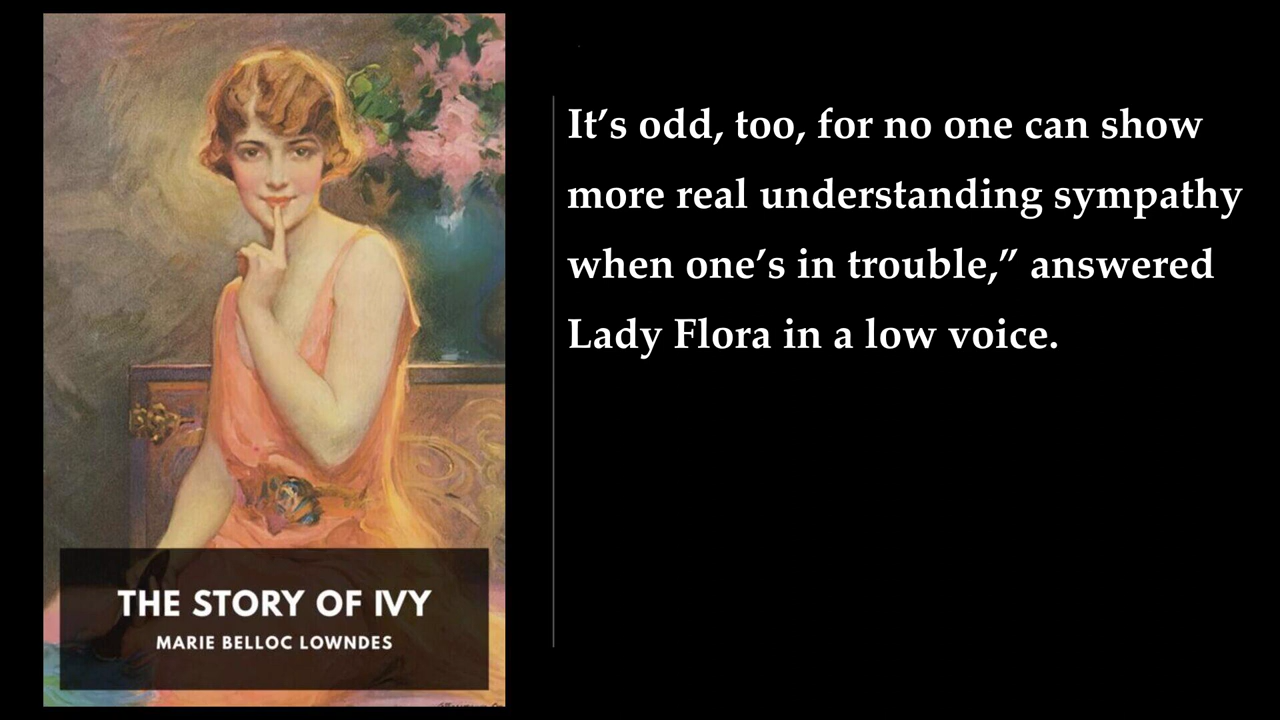 It’s odd, too, for no one can show
more real understanding sympathy
when one’s in trouble,” answered
Lady Flora in a low voice.
THE STORY OF IVY
MARIE BELLOC LOWNDES